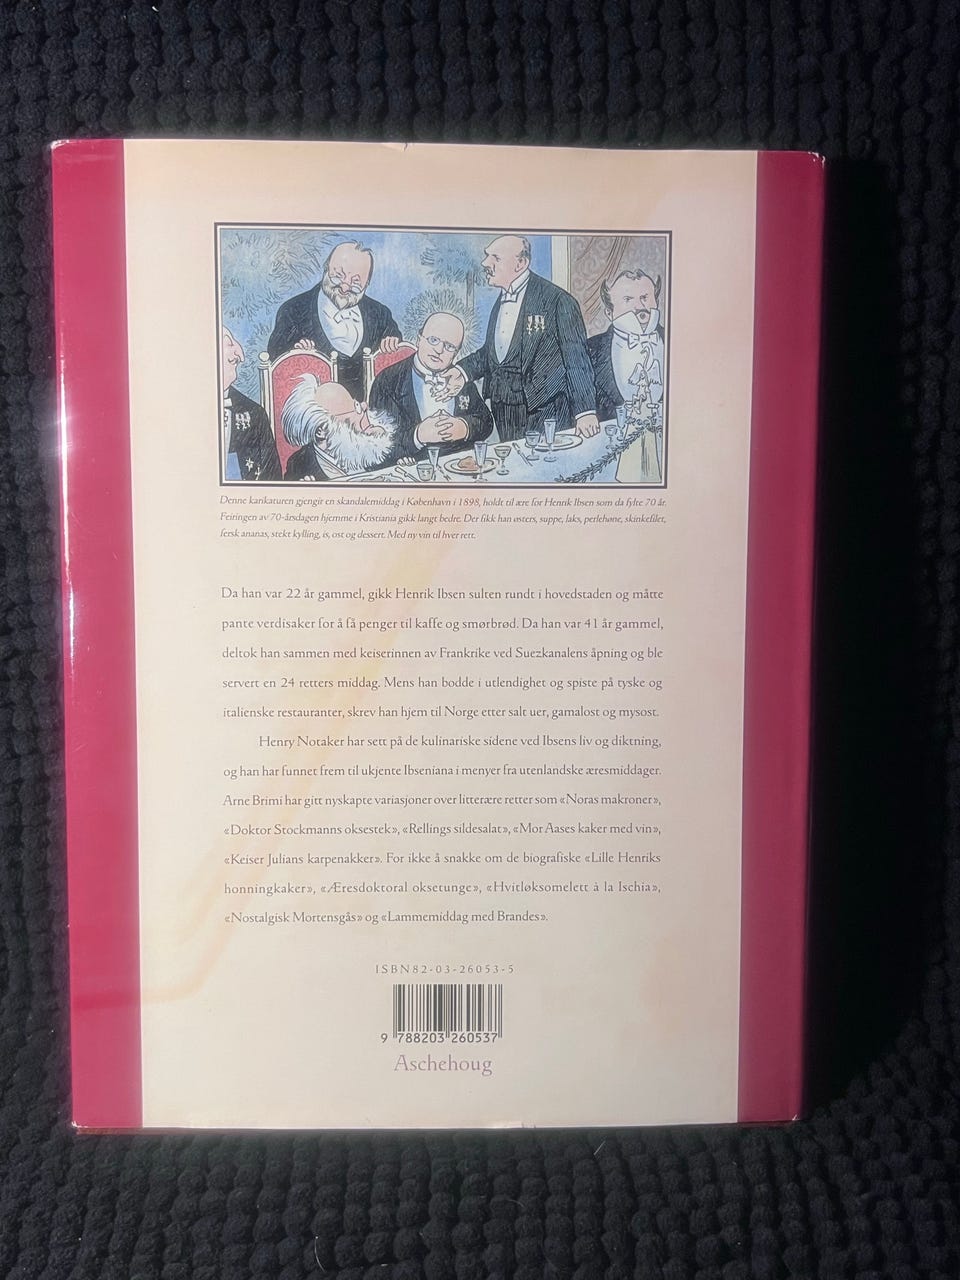 Denne karikaturen gjengir en skandalemiddag i København i 1898, holdt til ære for Henrik Ibsen som da fylte 70 år.
Feiringen av 70-årsdagen hjemme i Kristiania gikk langt bedre. Der fikk han østers, suppe, laks, perlehøne, skinkefilet,
fersk ananas, stekt kylling, is, ost og dessert. Med ny vin til hver rett.
Da han var 22 år gammel, gikk Henrik Ibsen sulten rundt i hovedstaden og måtte
pante verdisaker for å få penger til kaffe og smørbrød. Da han var 41 år gammel,
deltok han sammen med keiserinnen av Frankrike ved Suezkanalens åpning og ble
servert en 24 retters middag. Mens han bodde i utlendighet og spiste på tyske og
italienske restauranter, skrev han hjem til Norge etter salt uer, gamalost og mysost.
Henry Notaker har sett på de kulinariske sidene ved Ibsens liv og diktning,
og han har funnet frem til ukjente Ibseniana i menyer fra utenlandske æresmiddager.
Arne Brimi har gitt nyskapte variasjoner over litterære retter som «Noras makroner»,
«Doktor Stockmanns oksestek», «Rellings sildesalat», «Mor Aases kaker med vin»,
«Keiser Julians karpenakker». For ikke å snakke om de biografiske «Lille Henriks
honningkaker», «Æresdoktoral oksetunge», «Hvitløksomelett à la Ischia»,
«Nostalgisk Mortensgås» og «Lammemiddag med Brandes».
ISBN 82-03-26053-5
9 788203 260537
Aschehoug